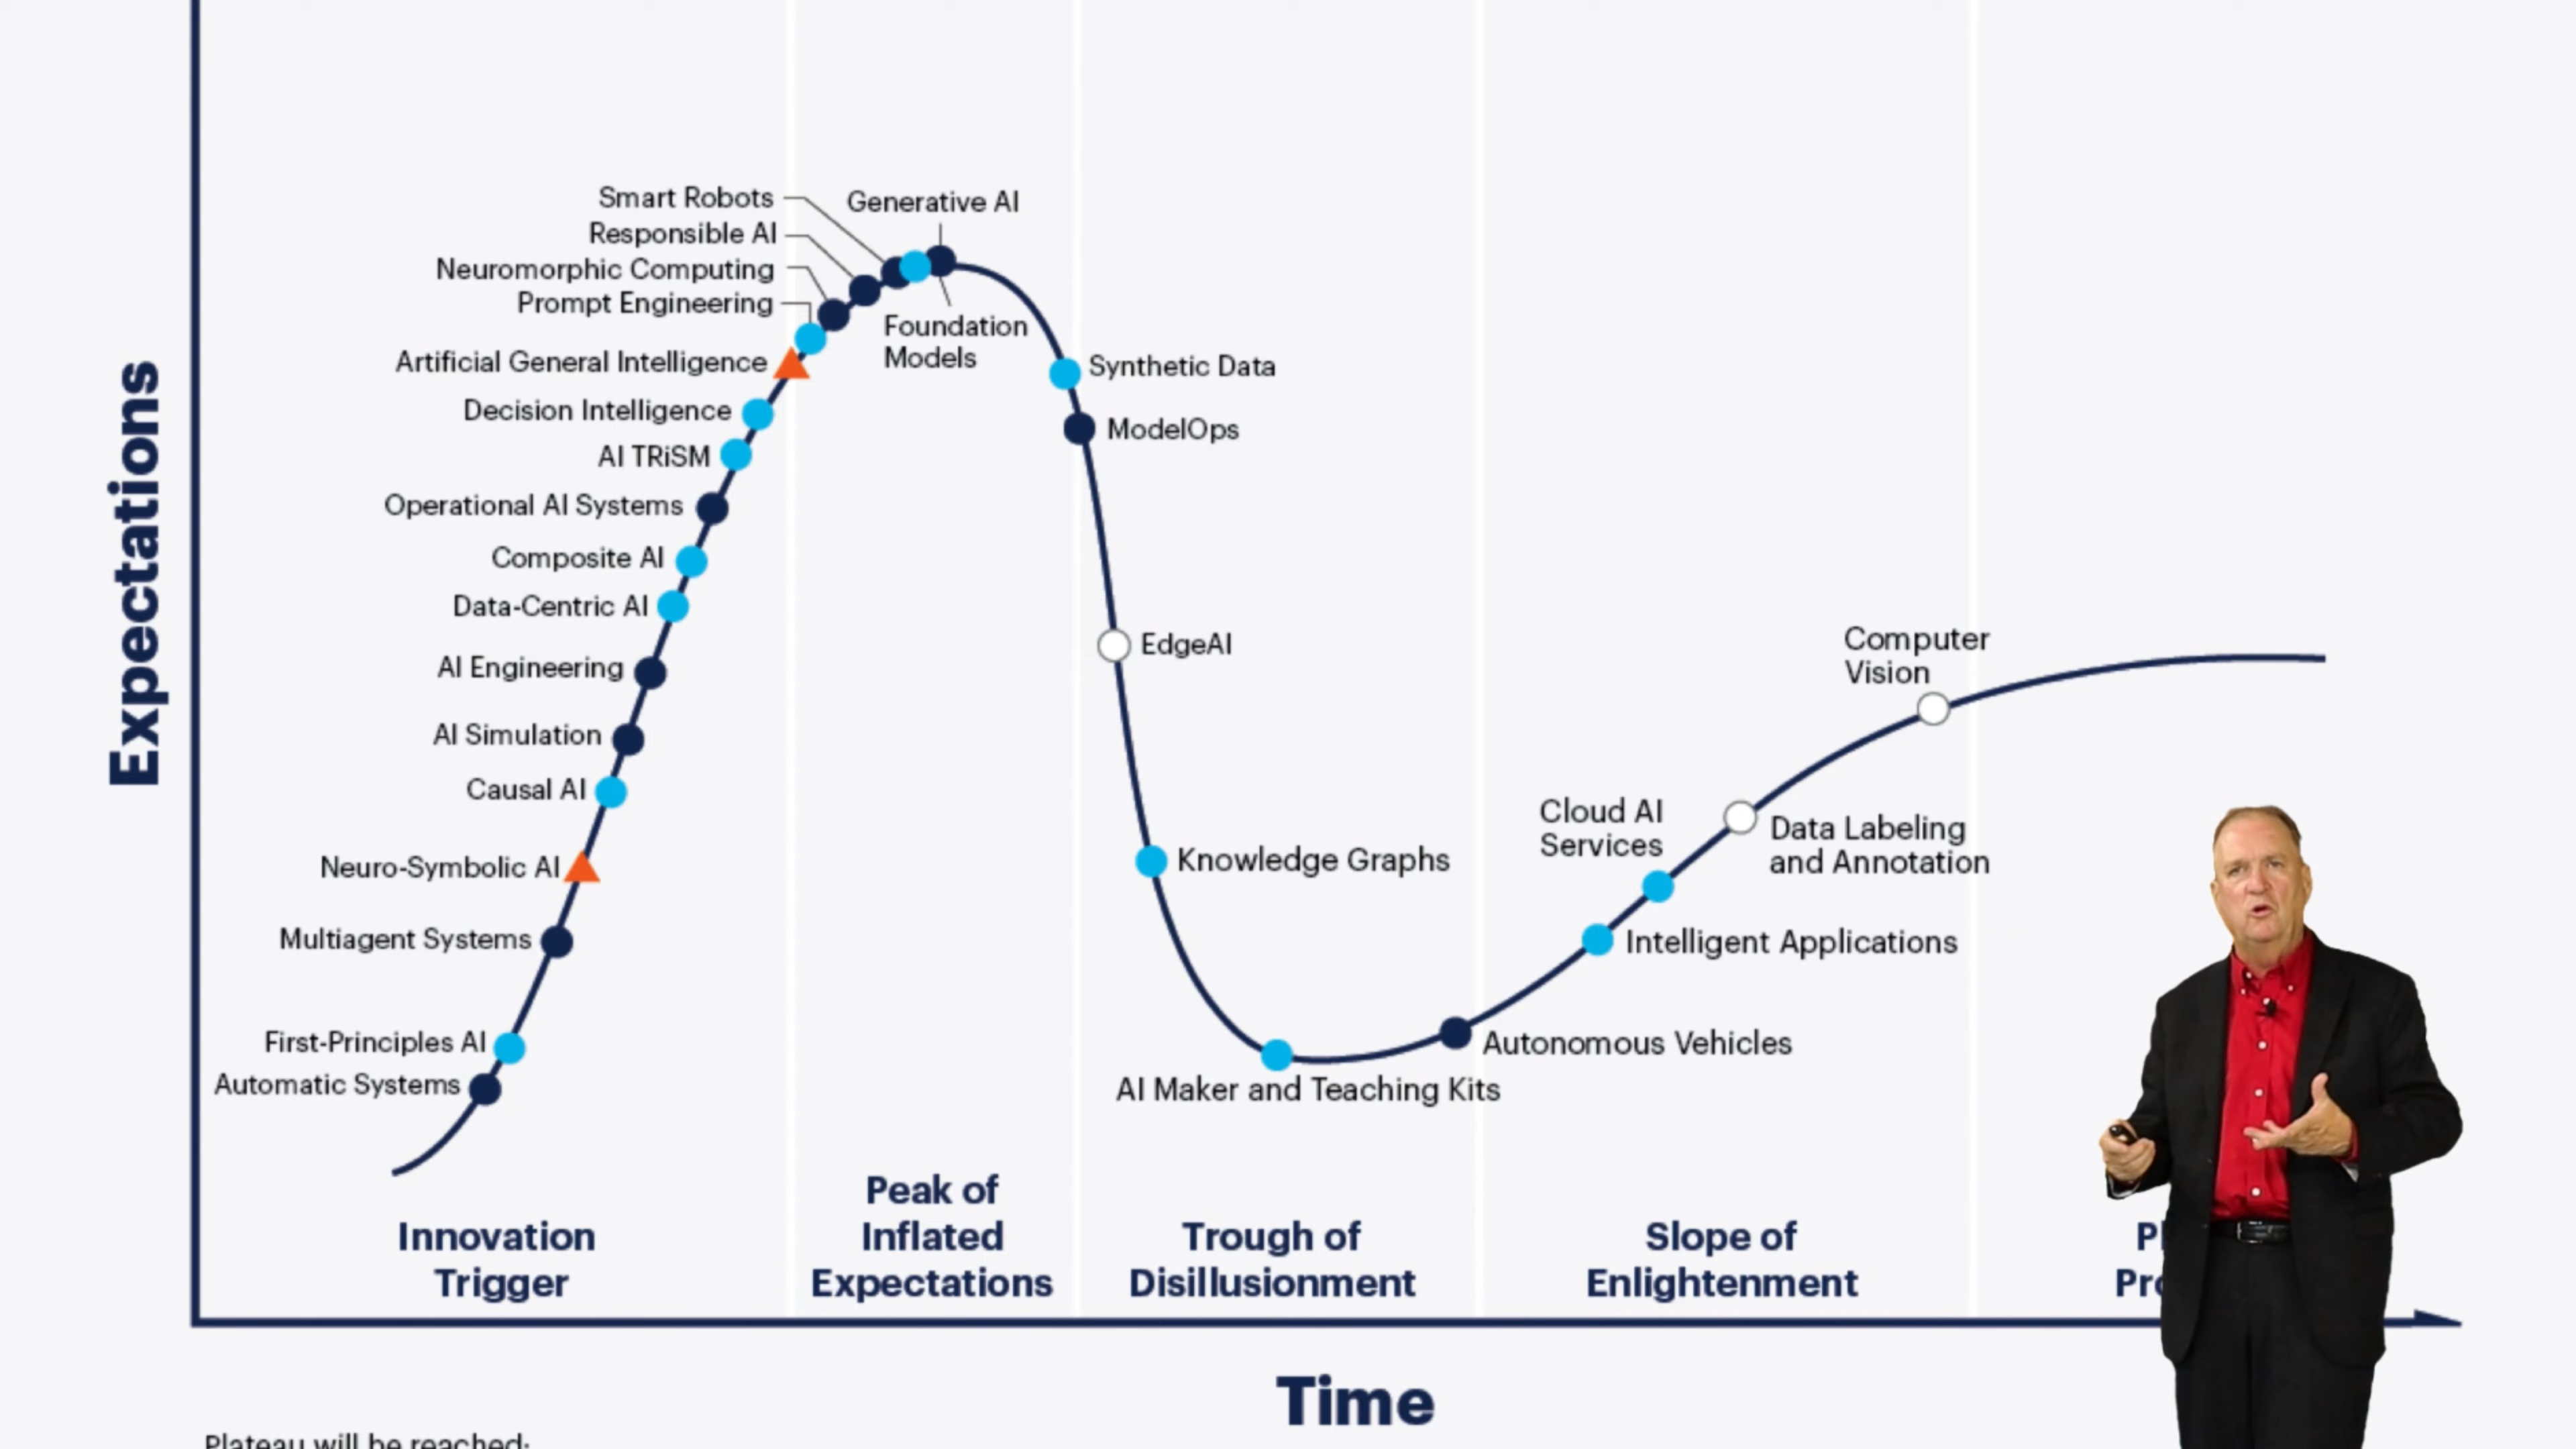 Expectations
Smart Robots
Responsible AI
Neuromorphic Computing
Prompt Engineering
Artificial General Intelligence
Decision Intelligence
AI TRiSM
Operational AI Systems
Composite AI
Data-Centric AI
AI Engineering
AI Simulation
Causal AI
Neuro-Symbolic AI
Multiagent Systems
First-Principles AI
Automatic Systems
Generative AI
Foundation
Models
Synthetic Data
ModelOps
EdgeAI
Knowledge Graphs
AI Maker and Teaching Kits
Autonomous Vehicles
Intelligent Applications
Cloud AI
Services
Data Labeling
and Annotation
Computer
Vision
Innovation
Trigger
Peak of
Inflated
Expectations
Trough of
Disillusionment
Slope of
Enlightenment
Time
Plateau will be reached: